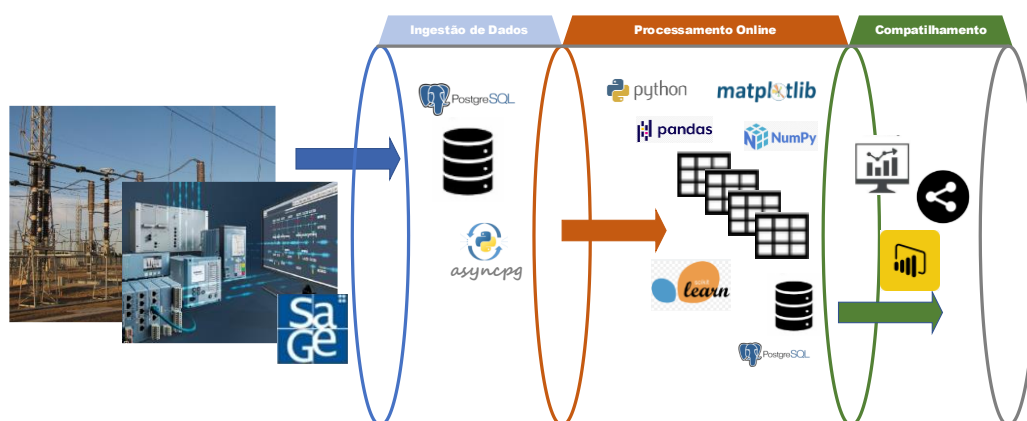 Ingestão de Dados
Processamento Online
Compatilhamento
PostgreSQL
python
matplotlib
pandas
NumPy
asyncpg
SaGe
learn
PostgreSQL